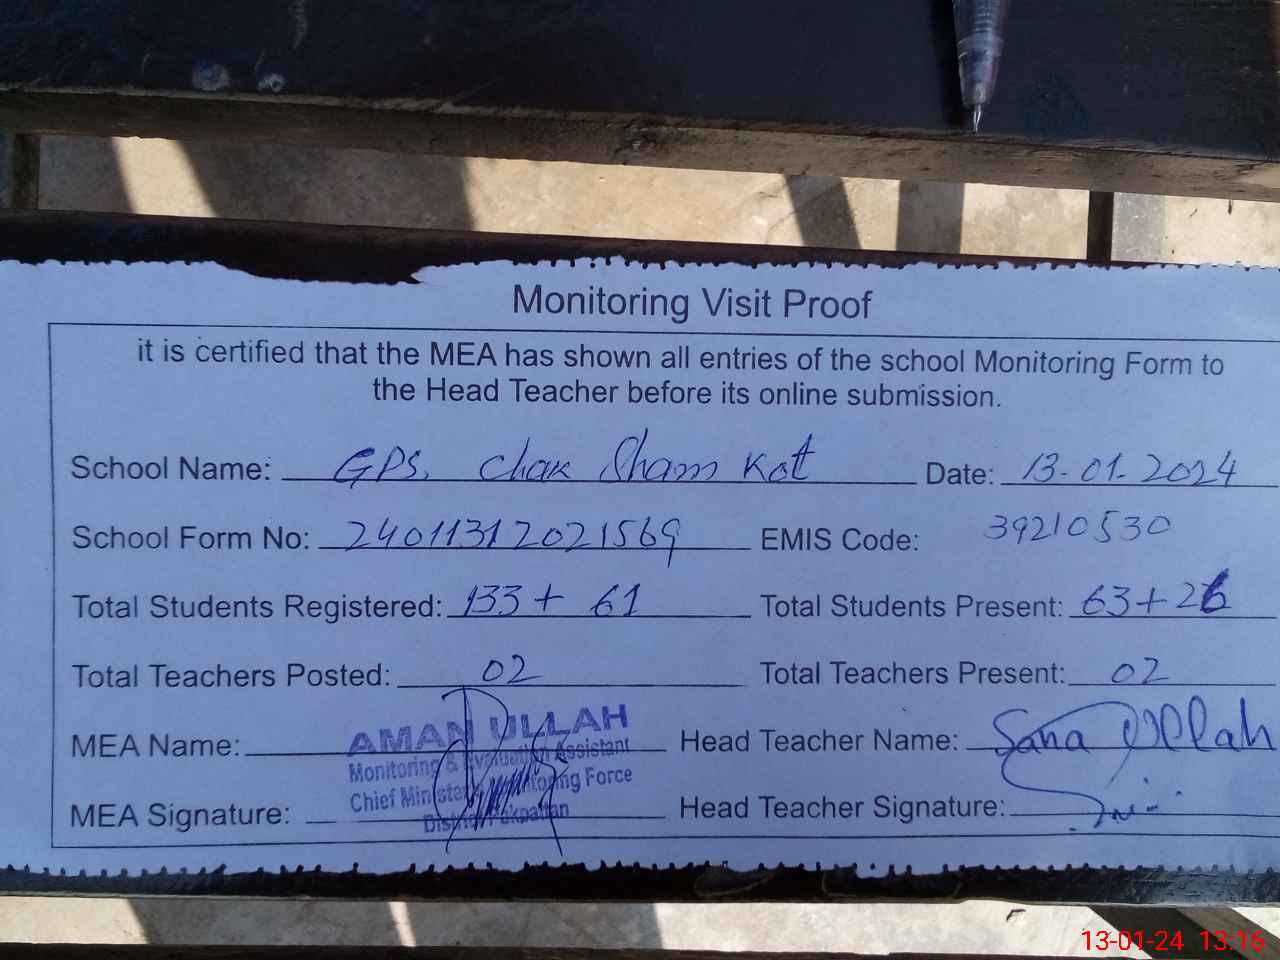 Monitoring Visit Proof
it is certified that the MEA has shown all entries of the school Monitoring Form to
the Head Teacher before its online submission.
School Name: GPS. Chak Sham Kot Date: 13-01-2024
School Form No: 24011312021569 EMIS Code: 39210530
Total Students Registered: 133 + 61 Total Students Present: 63 + 26
Total Teachers Posted: 02 Total Teachers Present: 02
MEA Name: AMAN ULLAH Head Teacher Name: Sana Ullah
Monitoring & Evaluation Assistant
Chief Minister's Monitoring Force
District Pakpattan
MEA Signature: Head Teacher Signature:
13-01-24 13:16